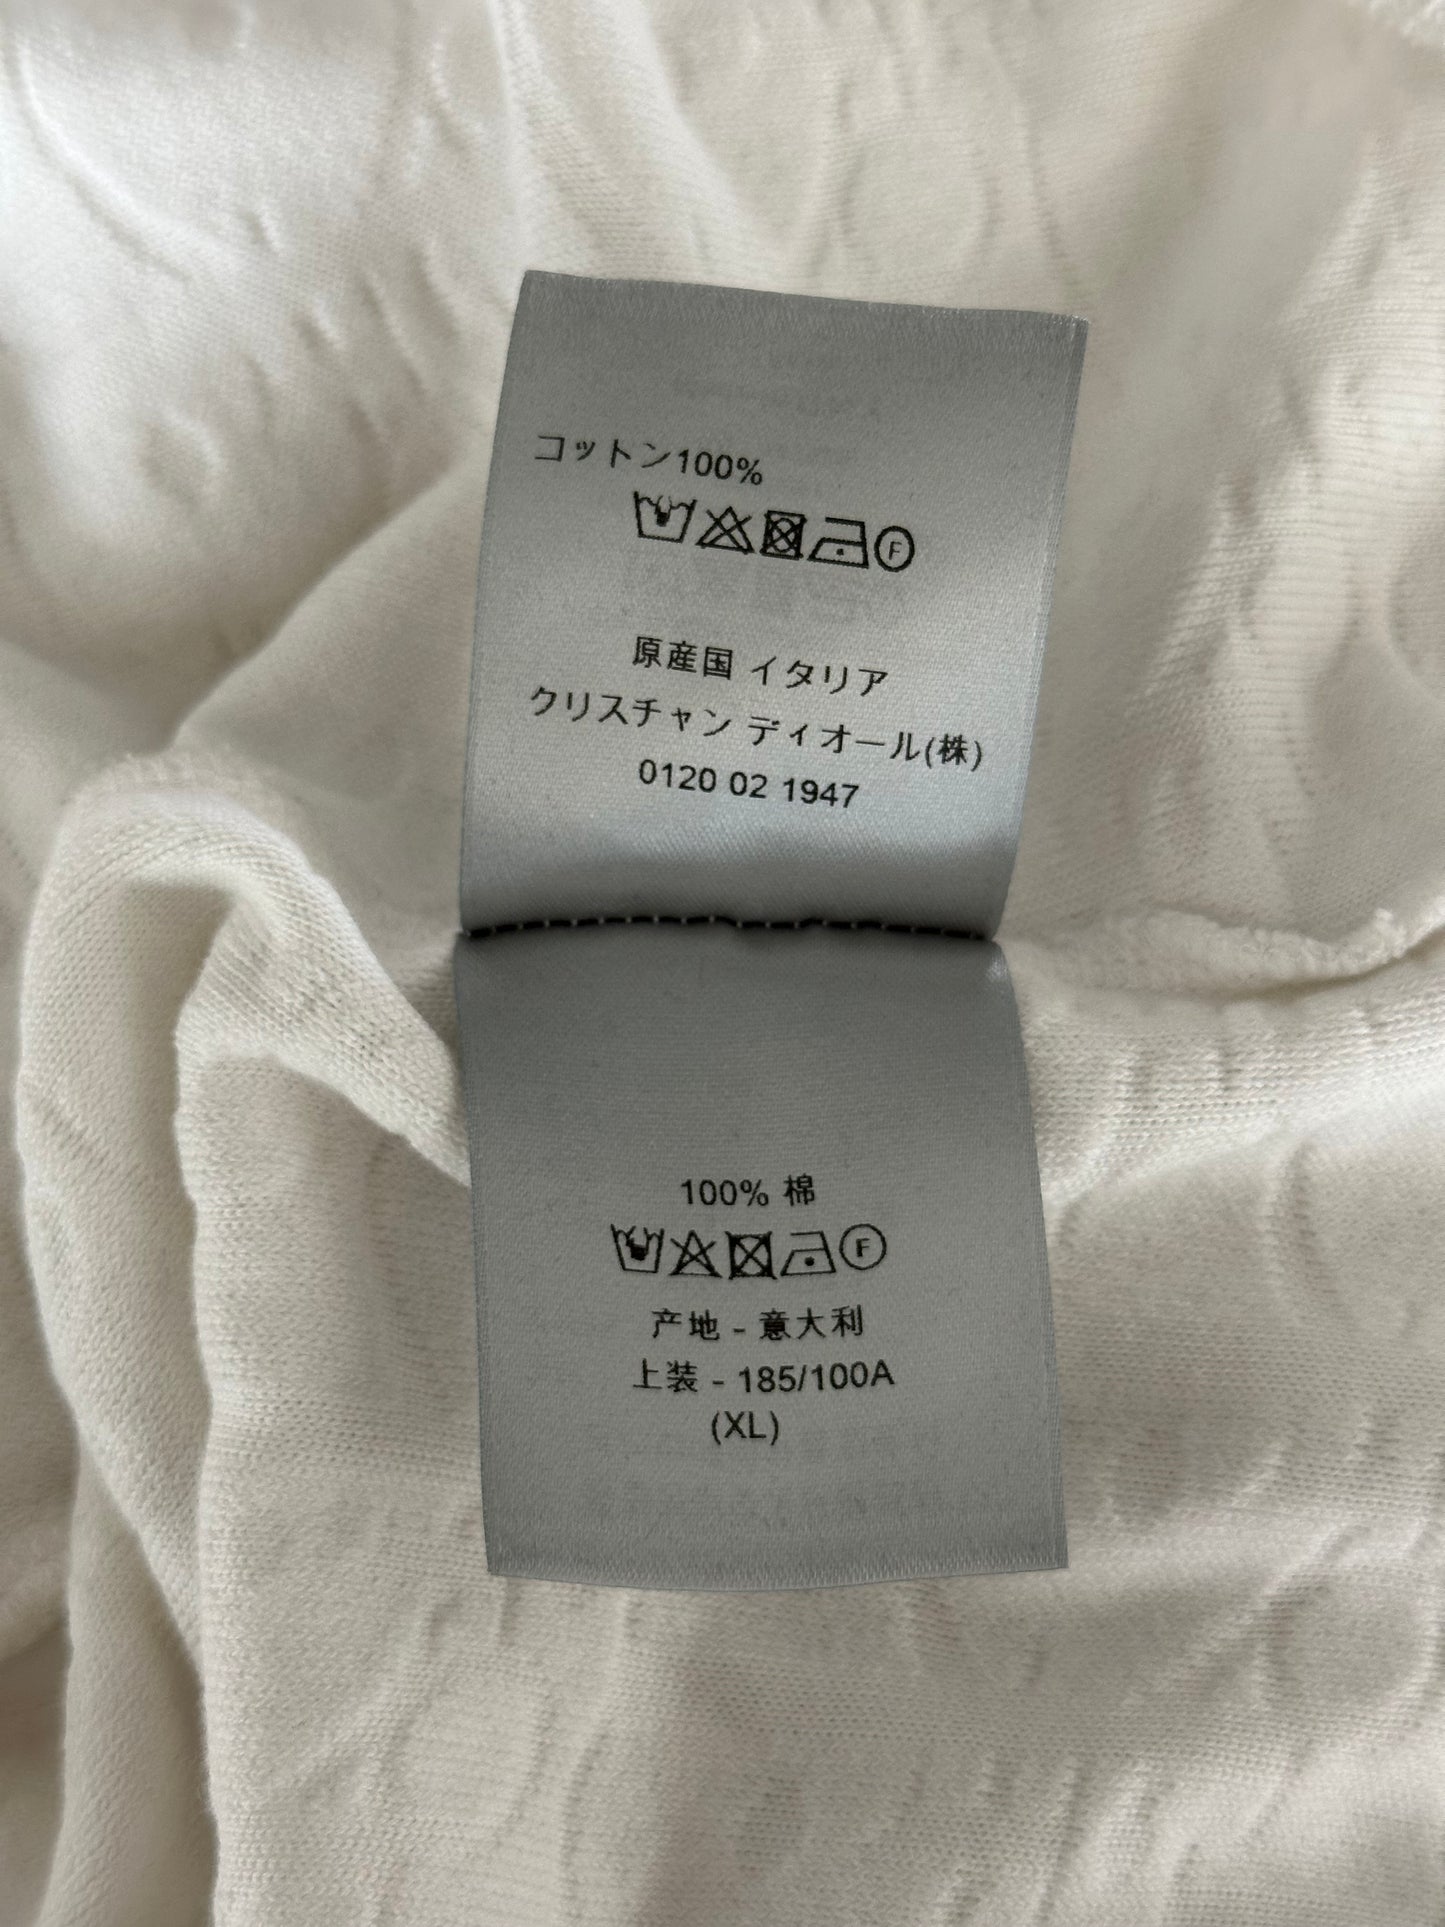 コットン100%
F
原産国 イタリア
クリスチャン ディオール(株)
0120 02 1947
100% 棉
F
产地 - 意大利
上装 - 185/100A
(XL)